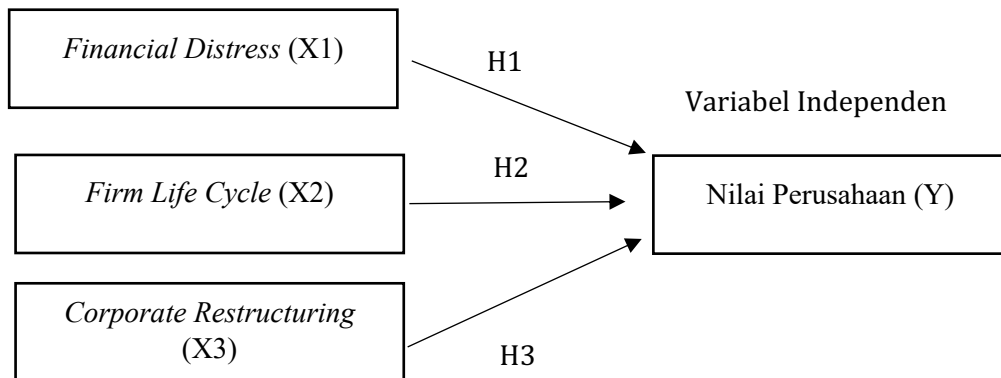 Financial Distress (X1)
H1
Variabel Independen
Firm Life Cycle (X2)
H2
Nilai Perusahaan (Y)
Corporate Restructuring
(X3)
H3